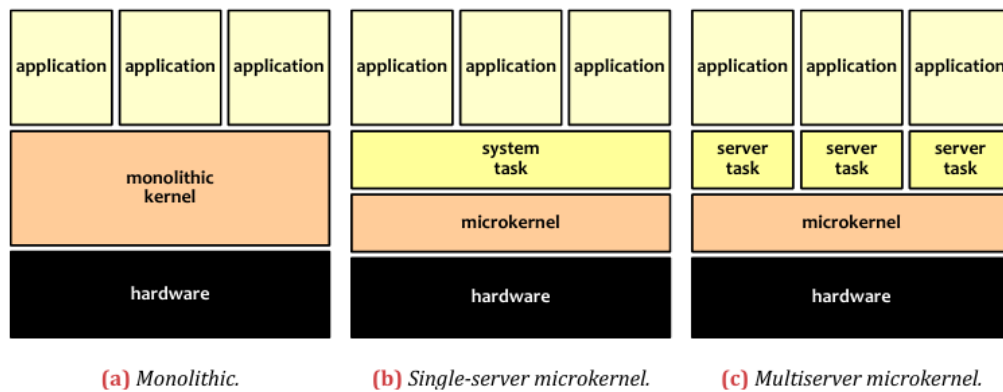 application application application
monolithic
kernel
hardware
(a) Monolithic.
application application application
system
task
microkernel
hardware
(b) Single-server microkernel.
application application application
server server server
task task task
microkernel
hardware
(c) Multiserver microkernel.